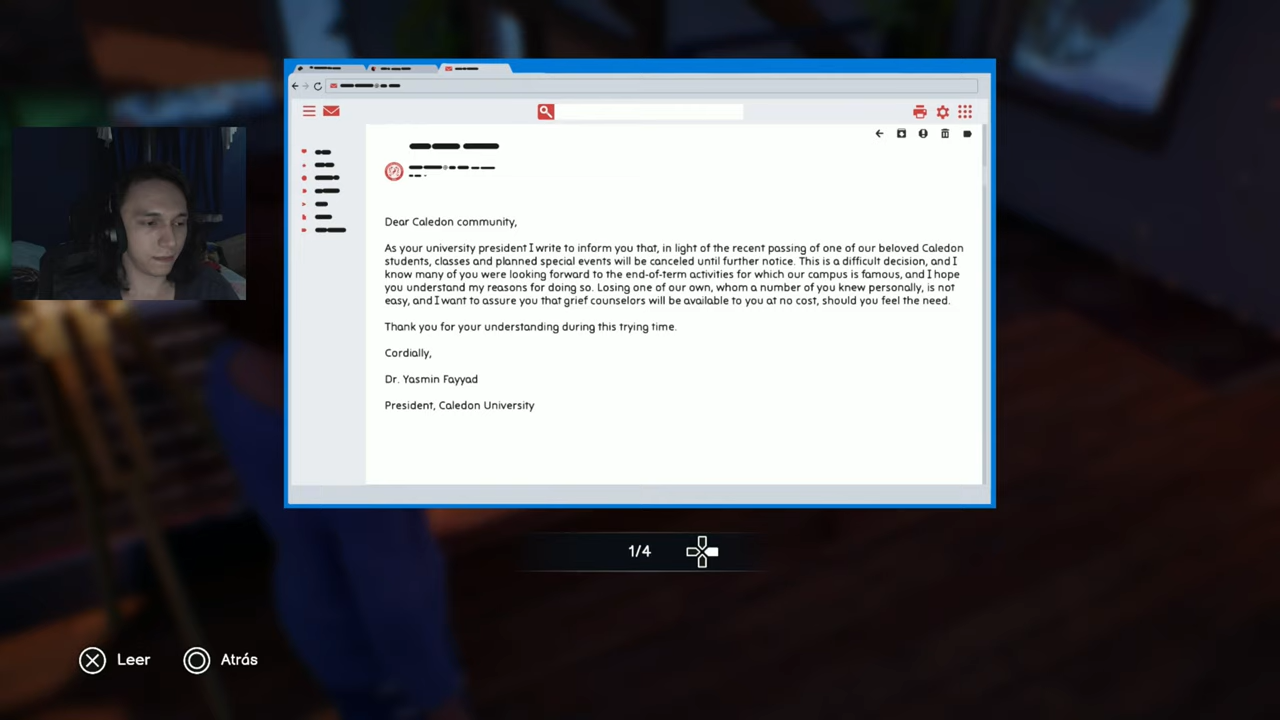 Dear Caledon community,
As your university president I write to inform you that, in light of the recent passing of one of our beloved Caledon
students, classes and planned special events will be canceled until further notice. This is a difficult decision, and I
know many of you were looking forward to the end-of-term activities for which our campus is famous, and I hope
you understand my reasons for doing so. Losing one of our own, whom a number of you knew personally, is not
easy, and I want to assure you that grief counselors will be available to you at no cost, should you feel the need.
Thank you for your understanding during this trying time.
Cordially,
Dr. Yasmin Fayyad
President, Caledon University
1/4
Leer
Atrás